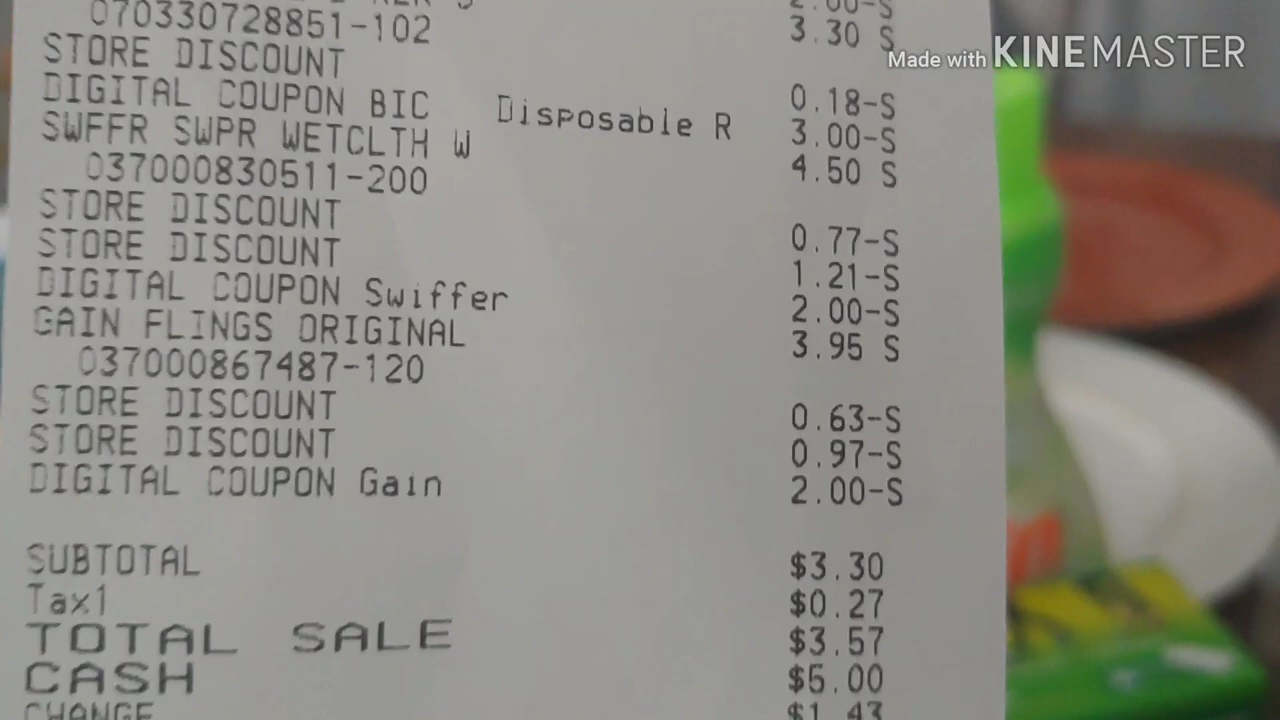 2.00-S
070330728851-102 3.30 S
Made with KINEMASTER
STORE DISCOUNT 0.18-S
DIGITAL COUPON BIC Disposable R 3.00-S
SWFFR SWPR WETCLTH W 4.50 S
037000830511-200
STORE DISCOUNT 0.77-S
STORE DISCOUNT 1.21-S
DIGITAL COUPON Swiffer 2.00-S
GAIN FLINGS ORIGINAL 3.95 S
037000867487-120
STORE DISCOUNT 0.63-S
STORE DISCOUNT 0.97-S
DIGITAL COUPON Gain 2.00-S
SUBTOTAL $3.30
Tax1 $0.27
TOTAL SALE $3.57
CASH $5.00
CHANGE $1.43